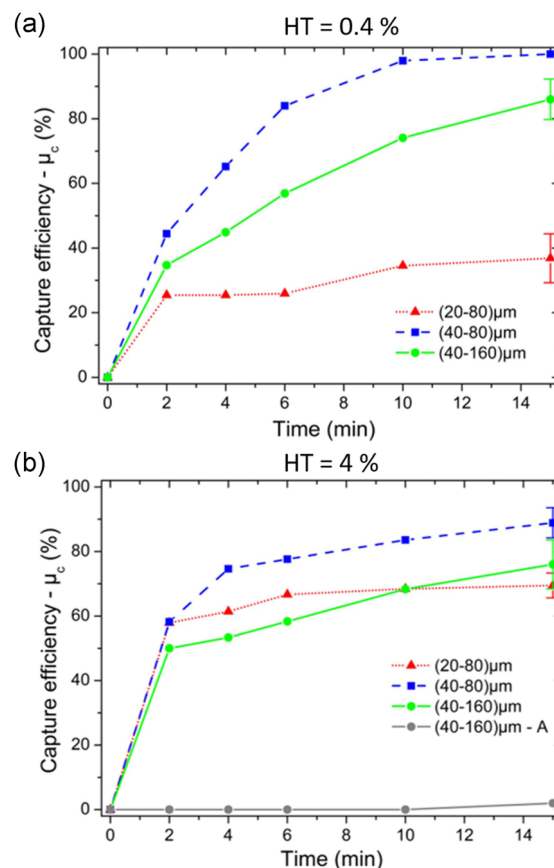 (a)
HT = 0.4 %
Capture efficiency - μc (%)
100
80
60
40
20
0
(20-80)μm
(40-80)μm
(40-160)μm
0 2 4 6 8 10 12 14
Time (min)
(b)
HT = 4 %
Capture efficiency - μc (%)
100
80
60
40
20
0
(20-80)μm
(40-80)μm
(40-160)μm
(40-160)μm - A
0 2 4 6 8 10 12 14
Time (min)